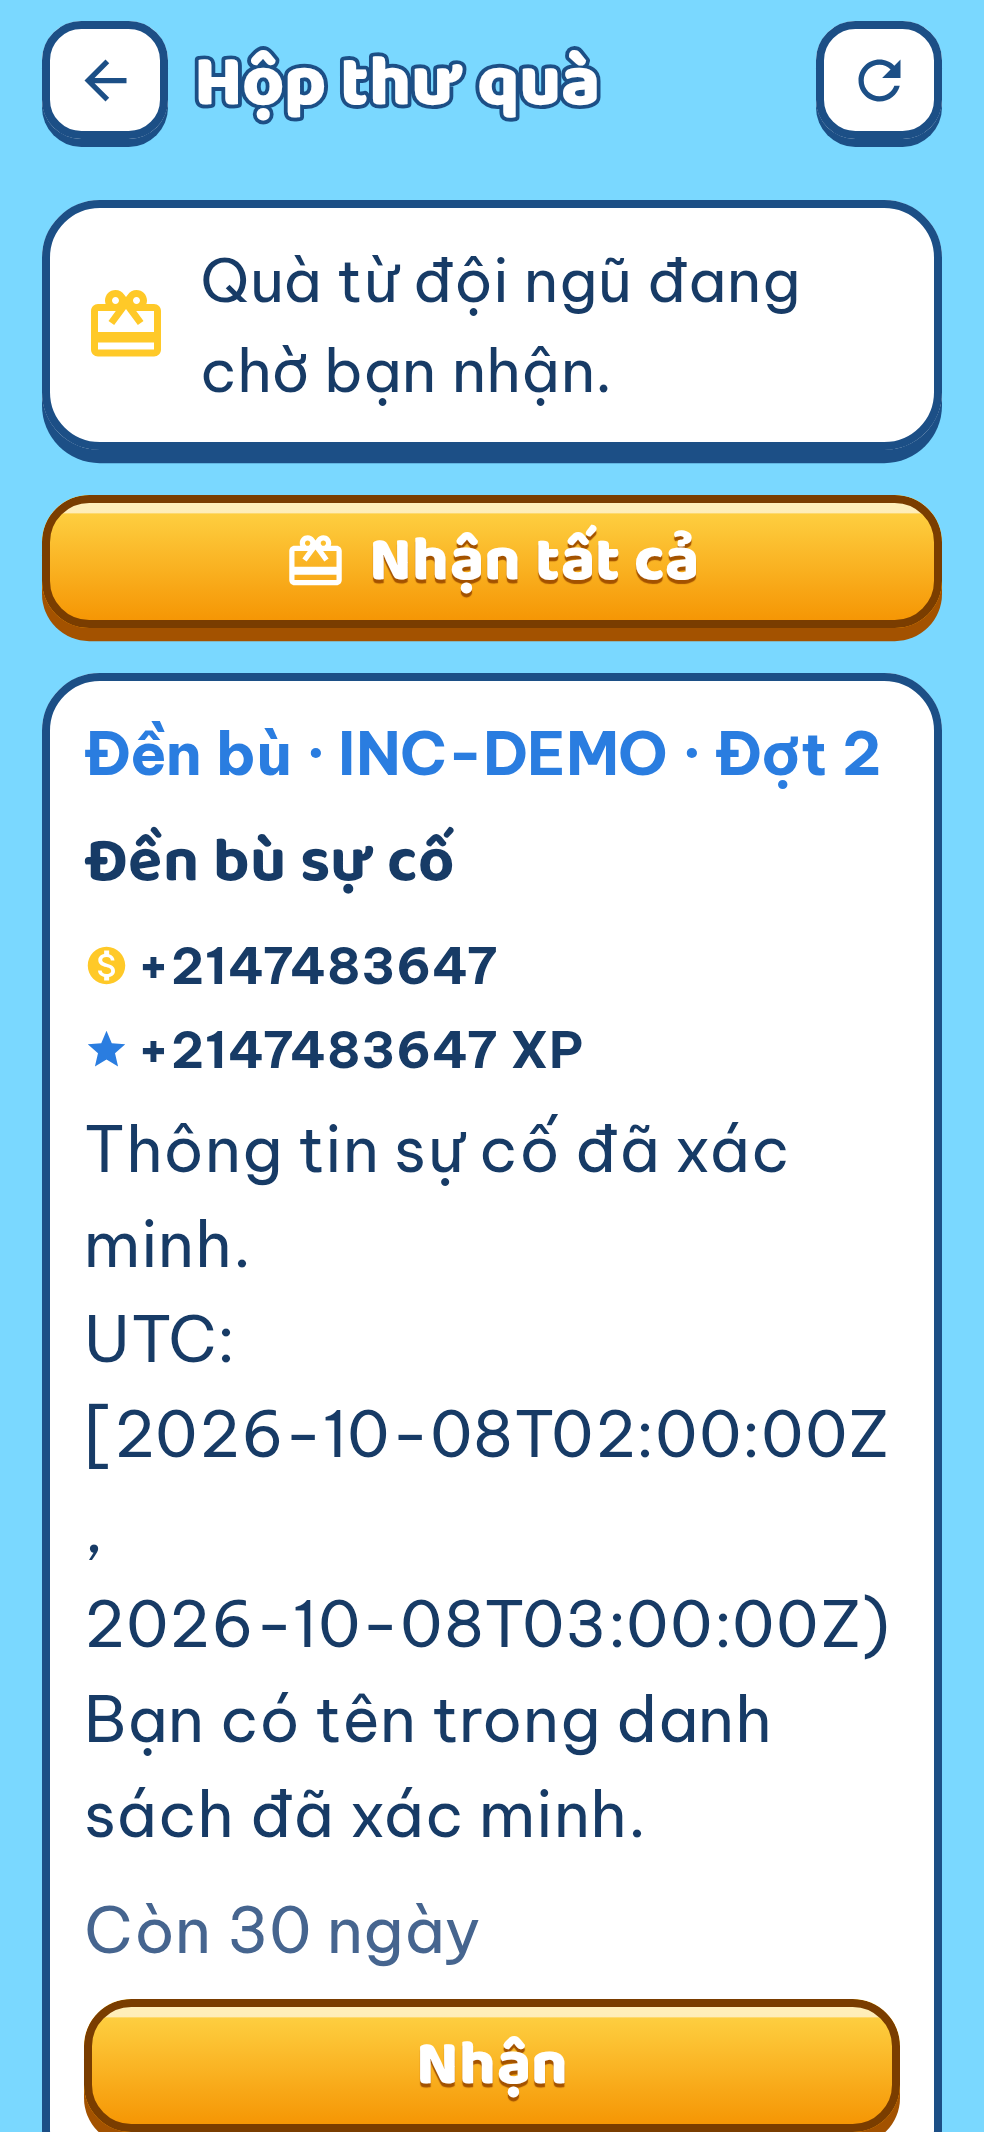 Hộp thư quà
Quà từ đội ngũ đang
chờ bạn nhận.
Nhận tất cả
Đền bù · INC-DEMO · Đợt 2
Đền bù sự cố
+2147483647
+2147483647 XP
Thông tin sự cố đã xác
minh.
UTC:
[2026-10-08T02:00:00Z
,
2026-10-08T03:00:00Z)
Bạn có tên trong danh
sách đã xác minh.
Còn 30 ngày
Nhận